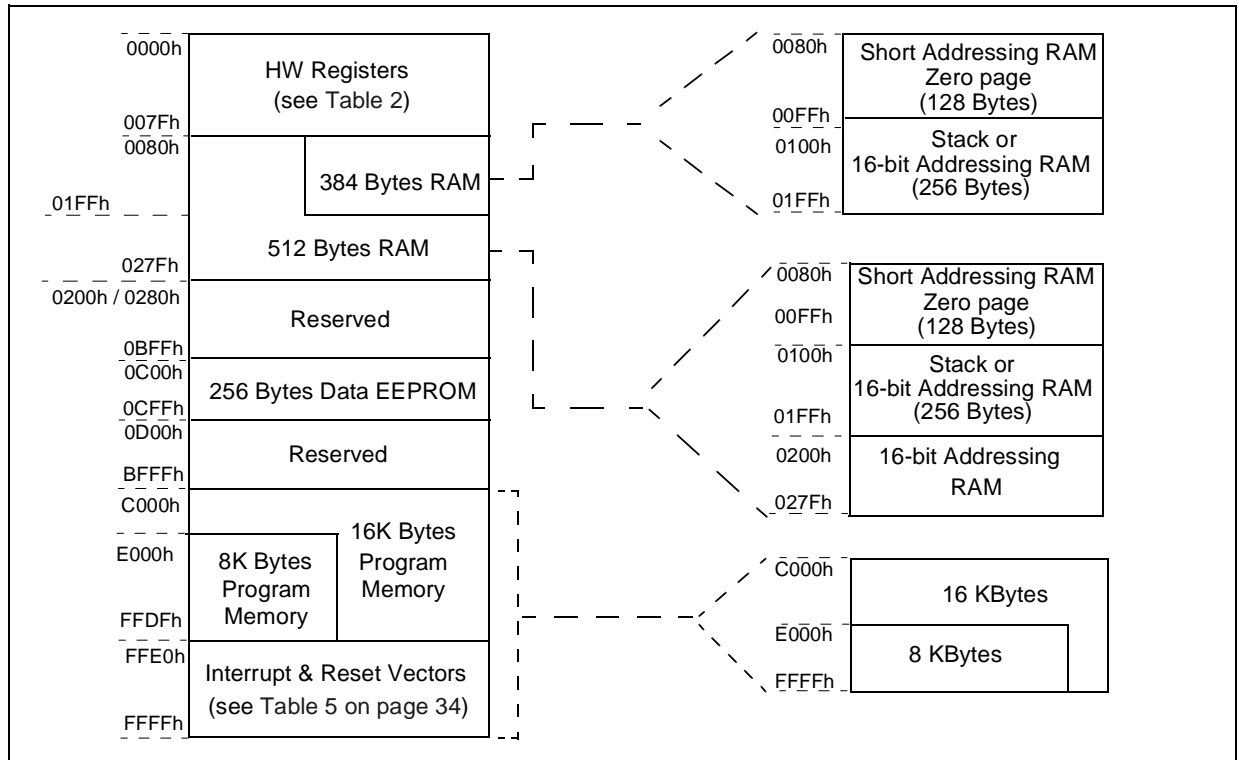 0000h
HW Registers
(see Table 2)
007Fh
0080h
384 Bytes RAM
01FFh
512 Bytes RAM
027Fh
0200h / 0280h
Reserved
0BFFh
0C00h
256 Bytes Data EEPROM
0CFFh
0D00h
Reserved
BFFFh
C000h
16K Bytes
Program
Memory
E000h
8K Bytes
Program
Memory
FFDFh
FFE0h
Interrupt & Reset Vectors
(see Table 5 on page 34)
FFFFh
0080h
Short Addressing RAM
Zero page
(128 Bytes)
00FFh
0100h
Stack or
16-bit Addressing RAM
(256 Bytes)
01FFh
0080h
Short Addressing RAM
Zero page
(128 Bytes)
00FFh
0100h
Stack or
16-bit Addressing RAM
(256 Bytes)
01FFh
0200h
16-bit Addressing
RAM
027Fh
C000h
16 KBytes
E000h
8 KBytes
FFFFh